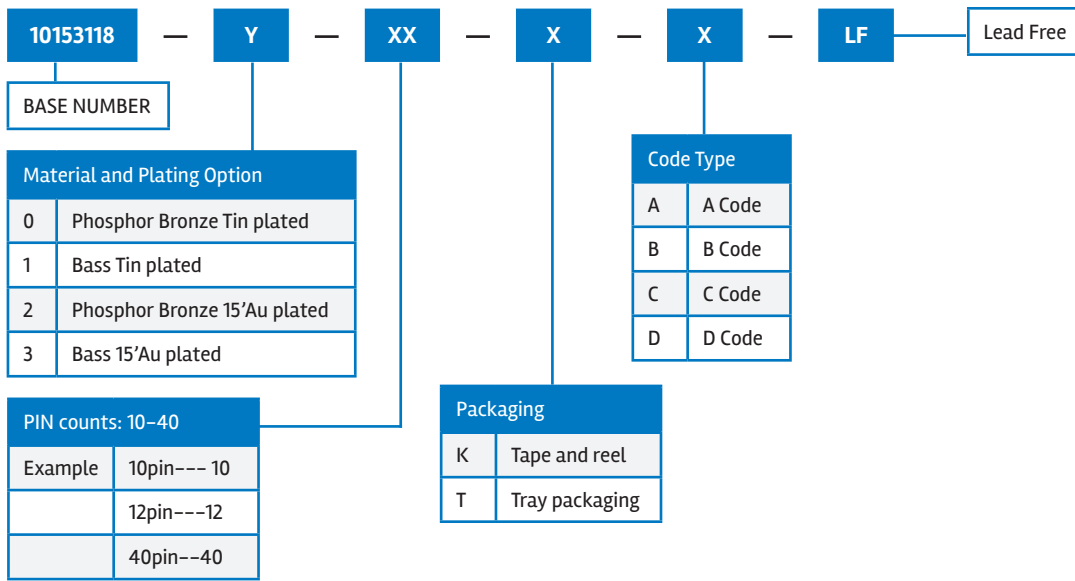 10153118 — Y — XX — X — X — LF Lead Free
BASE NUMBER
Material and Plating Option
0 Phosphor Bronze Tin plated
1 Bass Tin plated
2 Phosphor Bronze 15’Au plated
3 Bass 15’Au plated
PIN counts: 10–40
Example 10pin--- 10
12pin---12
40pin--40
Packaging
K Tape and reel
T Tray packaging
Code Type
A A Code
B B Code
C C Code
D D Code